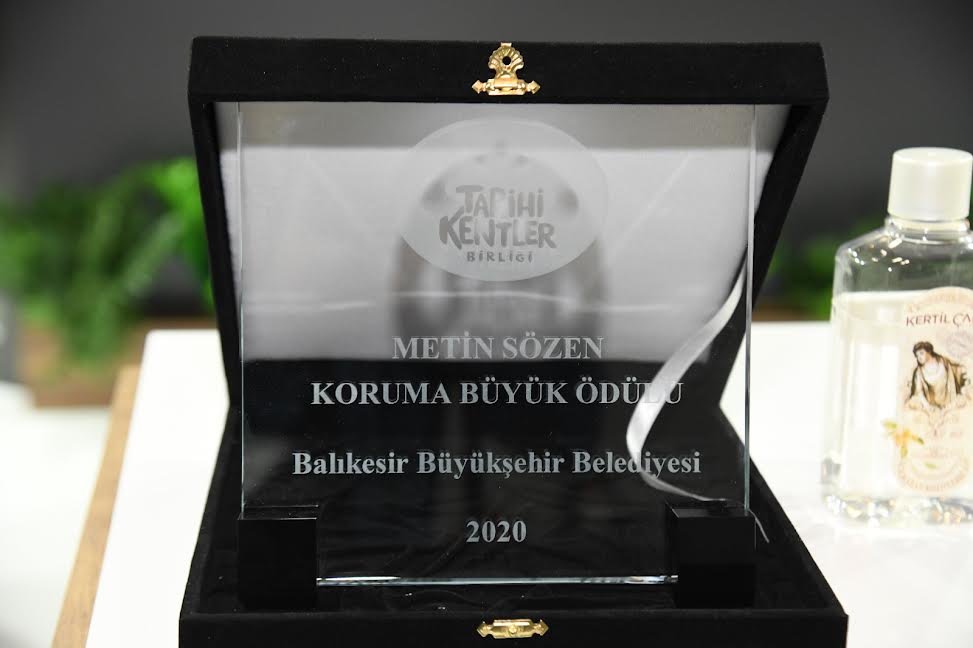 TARİHİ
KENTLER
BİRLİĞİ
METİN SÖZEN
KORUMA BÜYÜK ÖDÜLÜ
Balıkesir Büyükşehir Belediyesi
2020
KERTİL